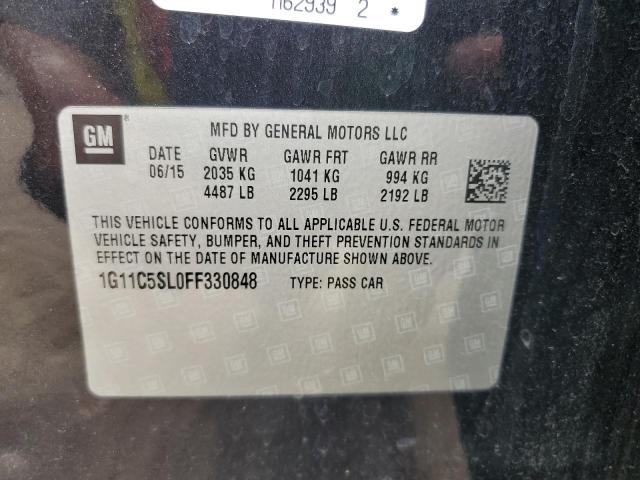 M62939 2 *
GM ®
MFD BY GENERAL MOTORS LLC
DATE GVWR GAWR FRT GAWR RR
06/15 2035 KG 1041 KG 994 KG
4487 LB 2295 LB 2192 LB
THIS VEHICLE CONFORMS TO ALL APPLICABLE U.S. FEDERAL MOTOR
VEHICLE SAFETY, BUMPER, AND THEFT PREVENTION STANDARDS IN
EFFECT ON THE DATE OF MANUFACTURE SHOWN ABOVE.
1G11C5SL0FF330848 TYPE: PASS CAR